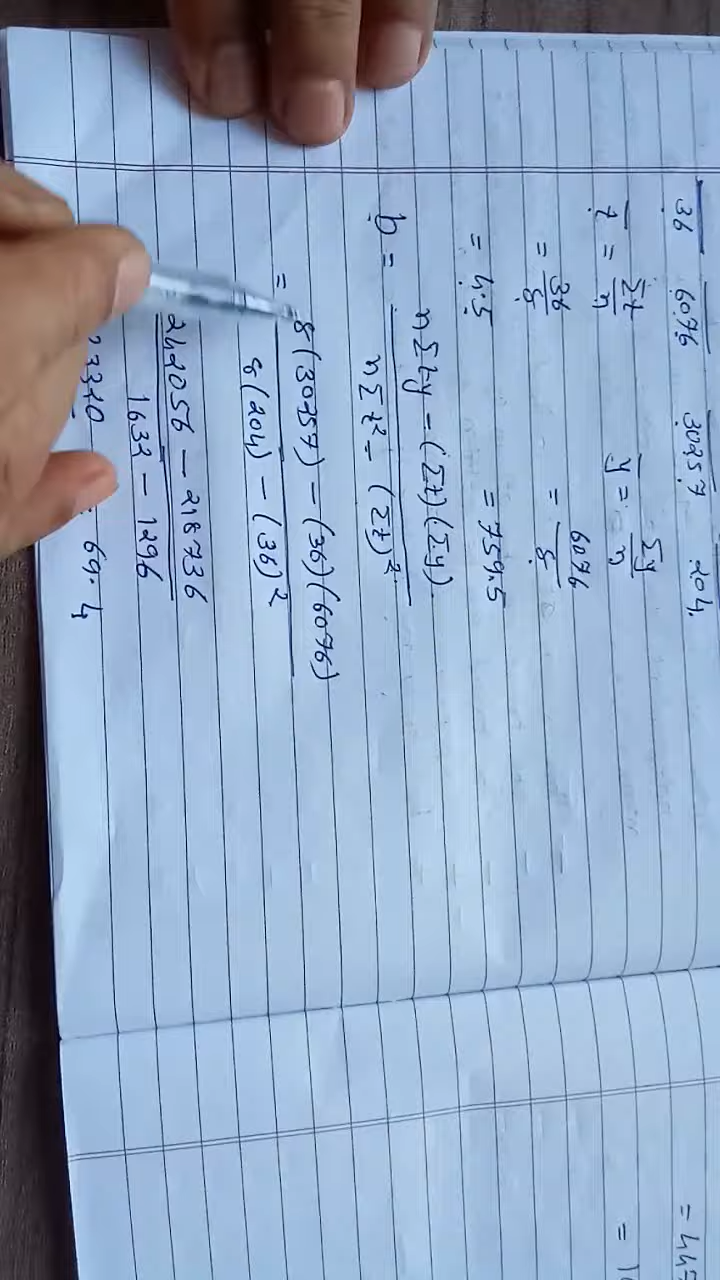 36 6076 30257 204
t̄ = Σt/n ȳ = Σy/n
= 36/8 = 6076/8
= 4.5 = 759.5
b = nΣty - (Σt)(Σy) / nΣt² - (Σt)²
= 8(30257) - (36)(6076) / 8(204) - (36)²
242056 - 218736 / 1632 - 1296
23320 = 69.4